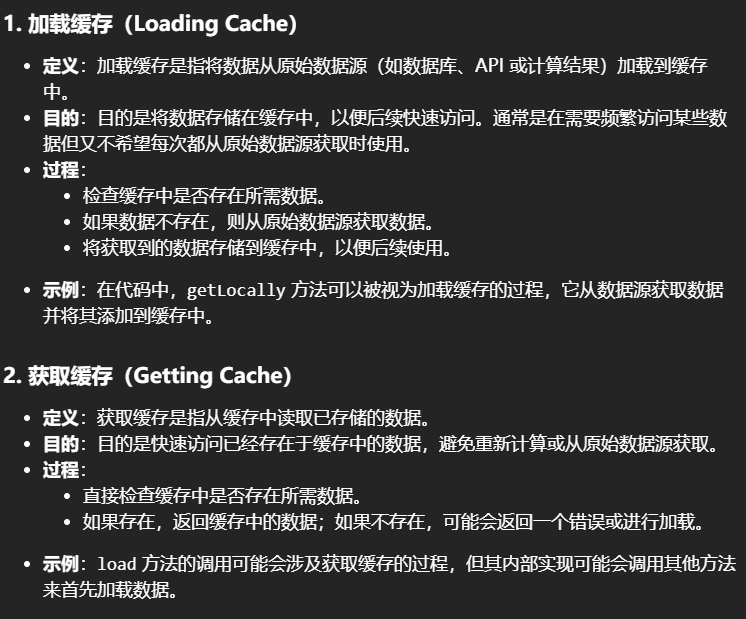 1. 加载缓存（Loading Cache）
• 定义：加载缓存是指将数据从原始数据源（如数据库、API 或计算结果）加载到缓存
中。
• 目的：目的是将数据存储在缓存中，以便后续快速访问。通常是在需要频繁访问某些数
据但又不希望每次都从原始数据源获取时使用。
• 过程：
• 检查缓存中是否存在所需数据。
• 如果数据不存在，则从原始数据源获取数据。
• 将获取到的数据存储到缓存中，以便后续使用。
• 示例：在代码中，getLocally 方法可以被视为加载缓存的过程，它从数据源获取数据
并将其添加到缓存中。
2. 获取缓存（Getting Cache）
• 定义：获取缓存是指从缓存中读取已存储的数据。
• 目的：目的是快速访问已经存在于缓存中的数据，避免重新计算或从原始数据源获取。
• 过程：
• 直接检查缓存中是否存在所需数据。
• 如果存在，返回缓存中的数据；如果不存在，可能会返回一个错误或进行加载。
• 示例：load 方法的调用可能会涉及获取缓存的过程，但其内部实现可能会调用其他方法
来首先加载数据。